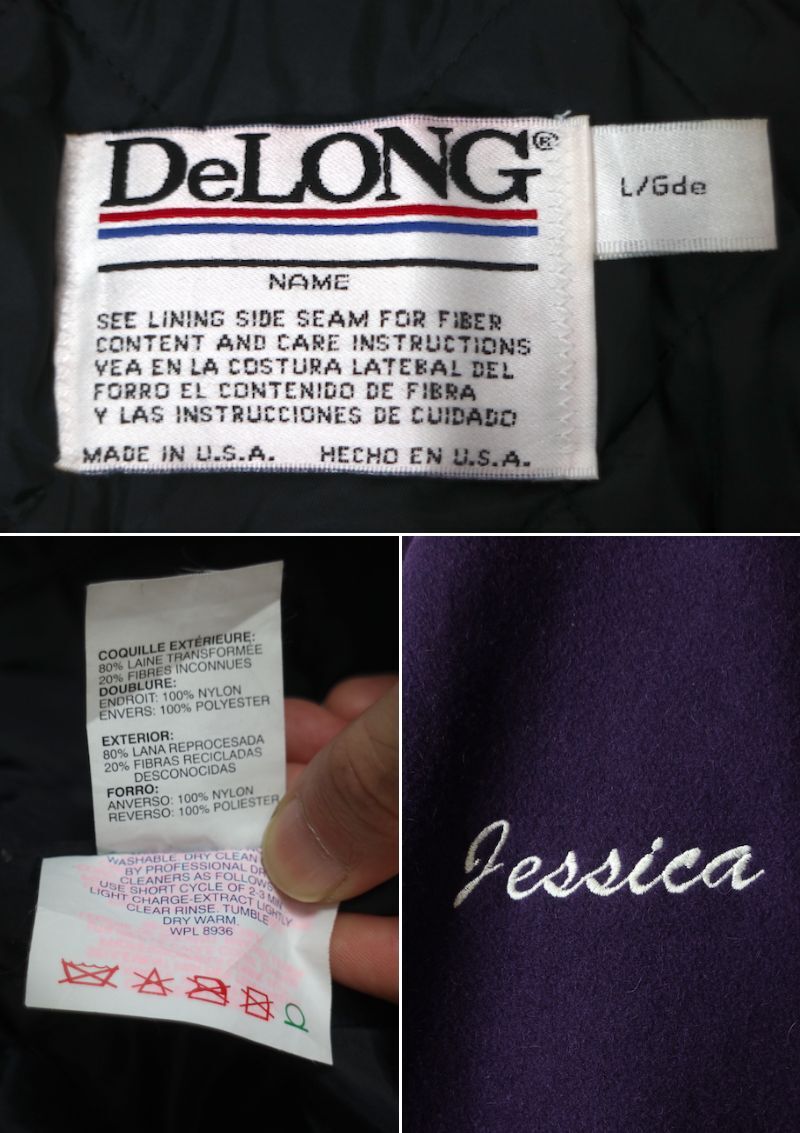 DeLONG®
L/Gde
NAME
SEE LINING SIDE SEAM FOR FIBER
CONTENT AND CARE INSTRUCTIONS
VEA EN LA COSTURA LATEBAL DEL
FORRO EL CONTENIDO DE FIBRA
Y LAS INSTRUCCIONES DE CUIDADO
MADE IN U.S.A. HECHO EN U.S.A.
COQUILLE EXTÉRIEURE:
80% LAINE TRANSFORMÉE
20% FIBRES INCONNUES
DOUBLURE:
ENDROIT: 100% NYLON
ENVERS: 100% POLYESTER
EXTERIOR:
80% LANA REPROCESADA
20% FIBRAS RECICLADAS
DESCONOCIDAS
FORRO:
ANVERSO: 100% NYLON
REVERSO: 100% POLIESTER
WASHABLE. DRY CLEAN
BY PROFESSIONAL
CLEANERS AS FOLLOWS
USE SHORT CYCLE OF 2-3
LIGHT CHARGE-EXTRACT LIGHTLY
CLEAR RINSE. TUMBLE
DRY WARM.
WPL 8936
Jessica